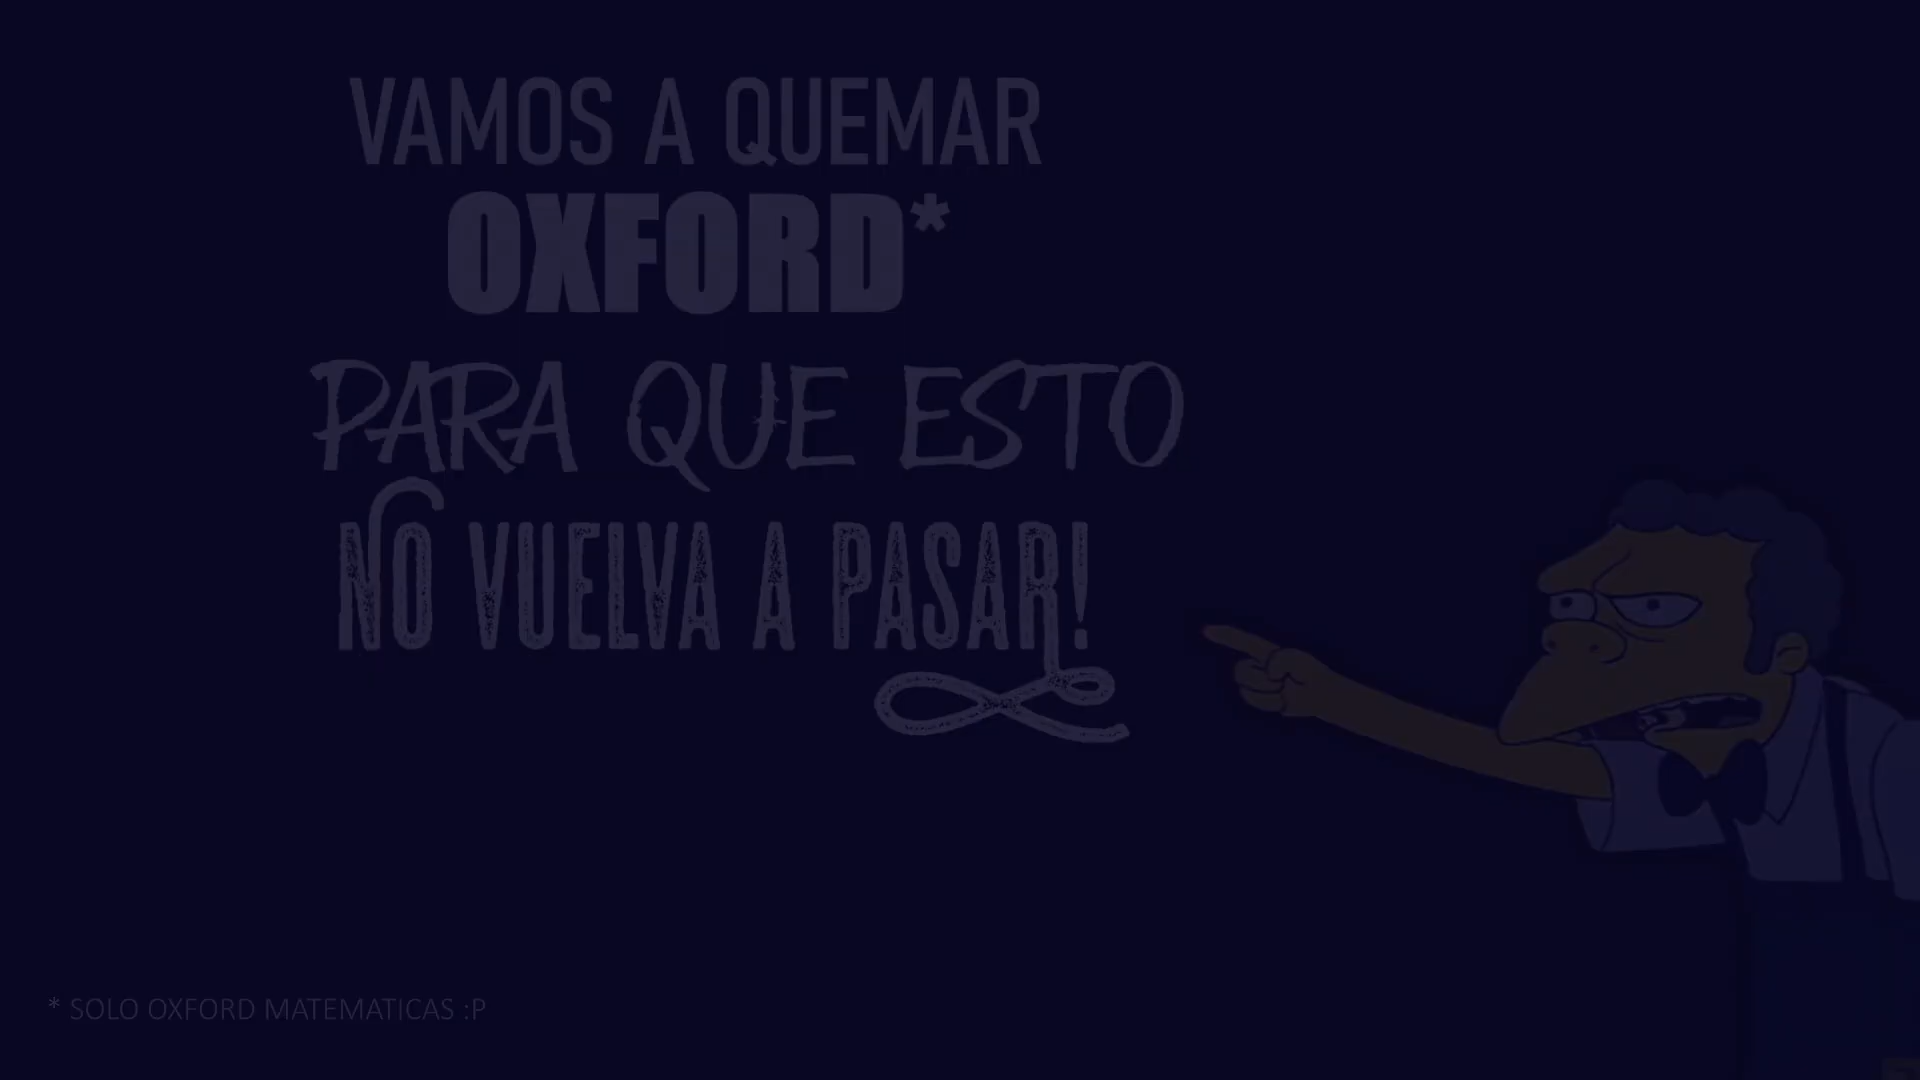 VAMOS A QUEMAR
OXFORD*
PARA QUE ESTO
NO VUELVA A PASAR!
* SOLO OXFORD MATEMATICAS :P